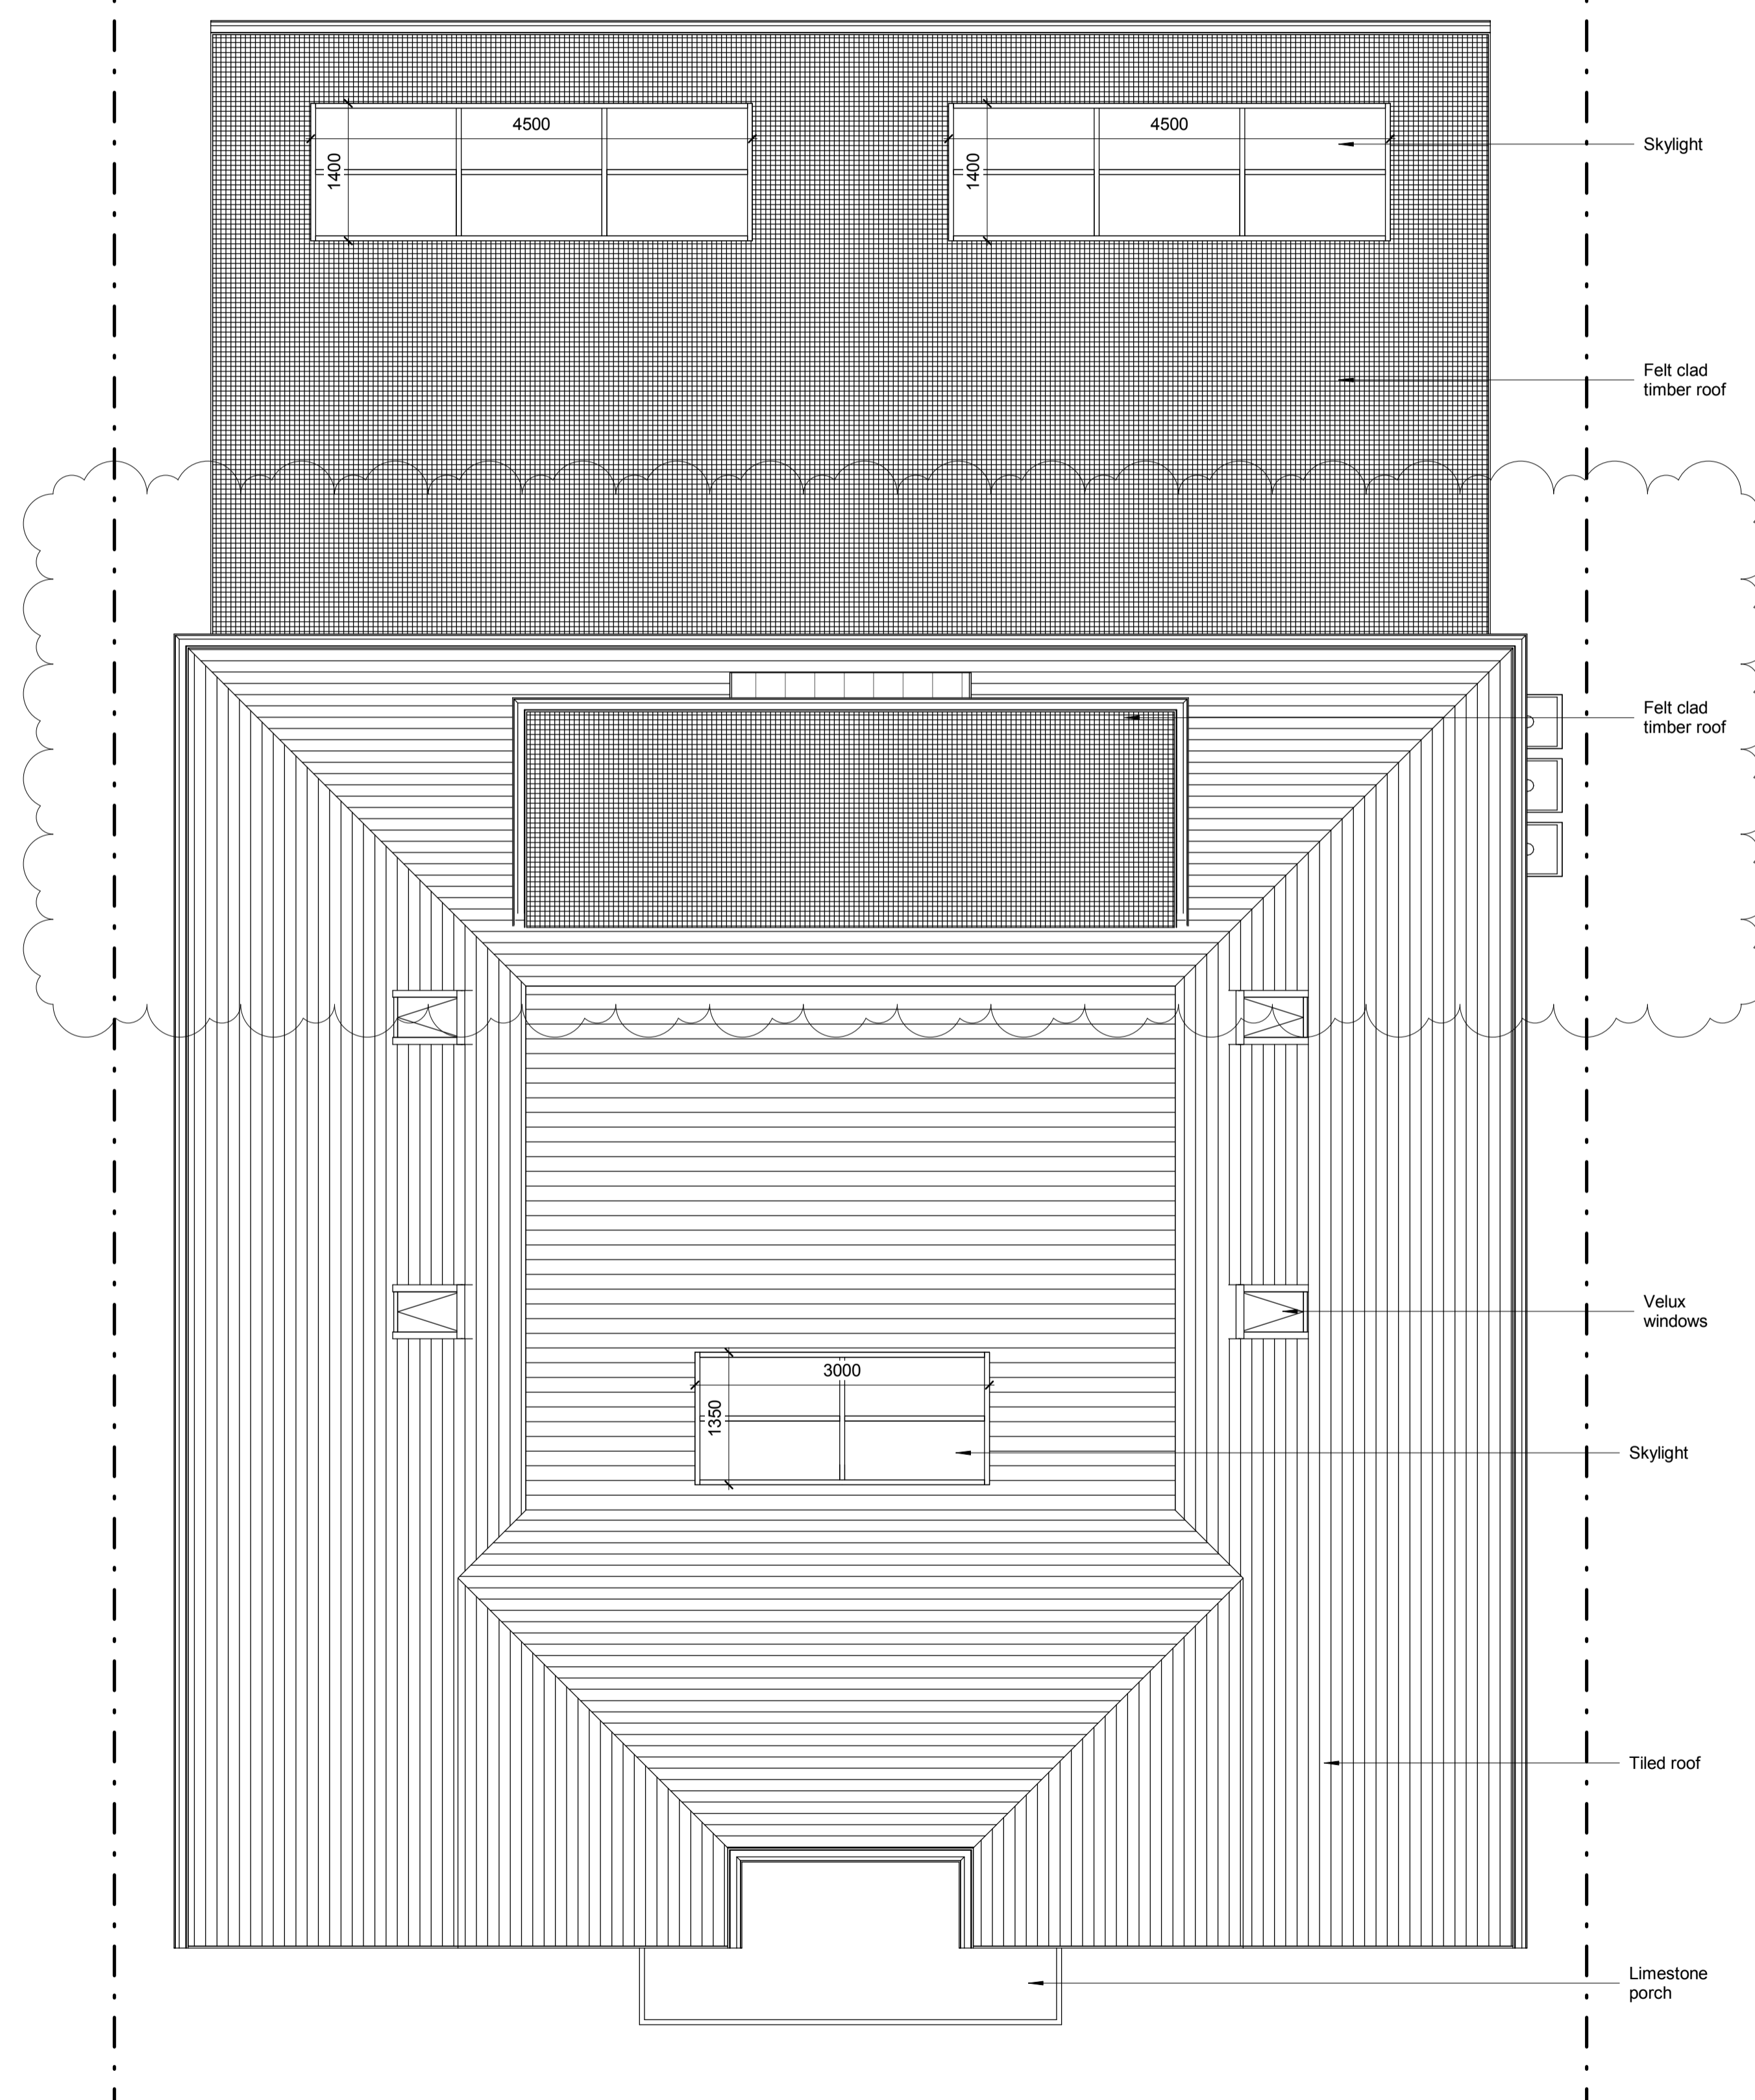 4500
4500
1400
1400
Skylight
Felt clad
timber roof
Felt clad
timber roof
Velux
windows
3000
1350
Skylight
Tiled roof
Limestone
porch